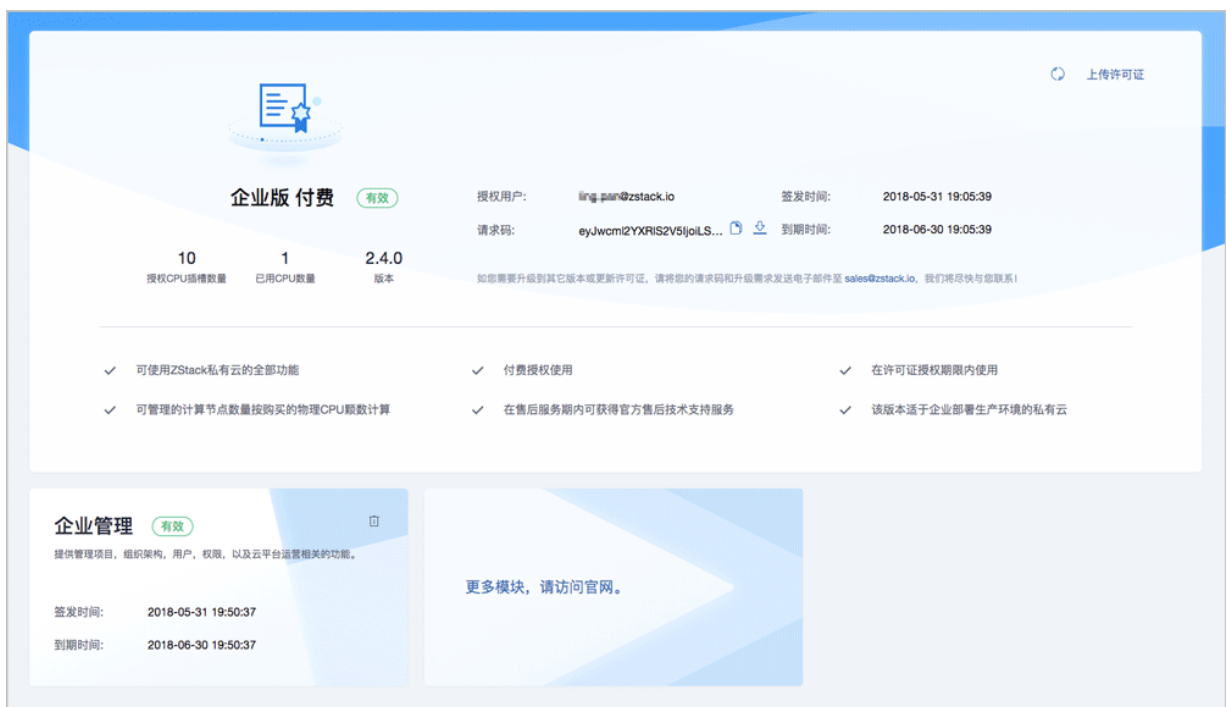 上传许可证
企业版 付费 有效
授权用户: @zstack.io 签发时间: 2018-05-31 19:05:39
请求码: 到期时间: 2018-06-30 19:05:39
10 1 2.4.0
授权CPU插槽数量 已用CPU数量 版本
如您需要升级到其它版本或更新许可证，请将您的请求码和升级需求发送电子邮件至 sales@zstack.io，我们将尽快与您联系！
可使用ZStack私有云的全部功能 付费授权使用 在许可证授权期限内使用
可管理的计算节点数量按购买的物理CPU颗数计算 在售后服务期内可获得官方售后技术支持服务 该版本适于企业部署生产环境的私有云
企业管理 有效
提供管理项目，组织架构，用户，权限，以及云平台运营相关的功能。
签发时间: 2018-05-31 19:50:37
到期时间: 2018-06-30 19:50:37
更多模块，请访问官网。